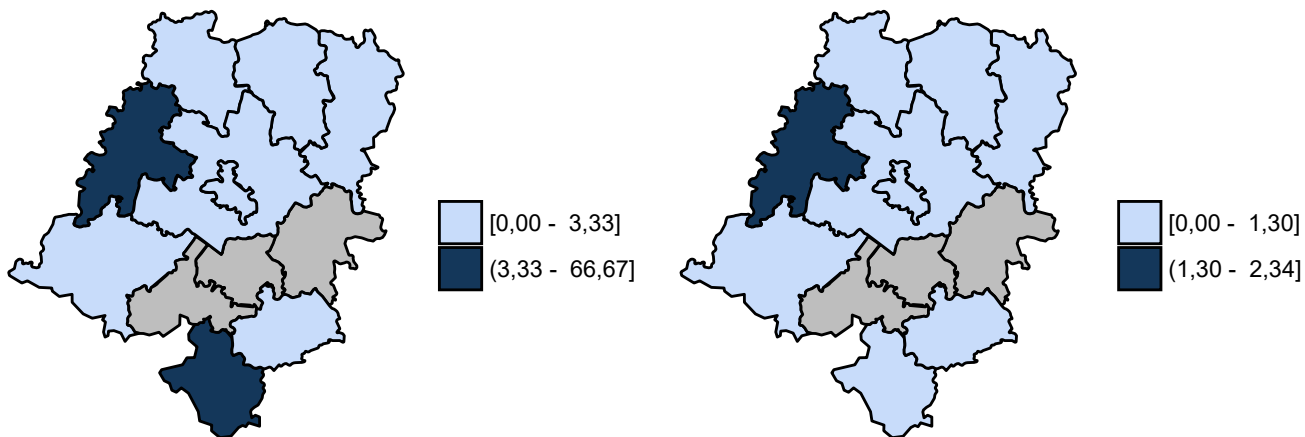 [0,00 - 3,33]
(3,33 - 66,67]
[0,00 - 1,30]
(1,30 - 2,34]